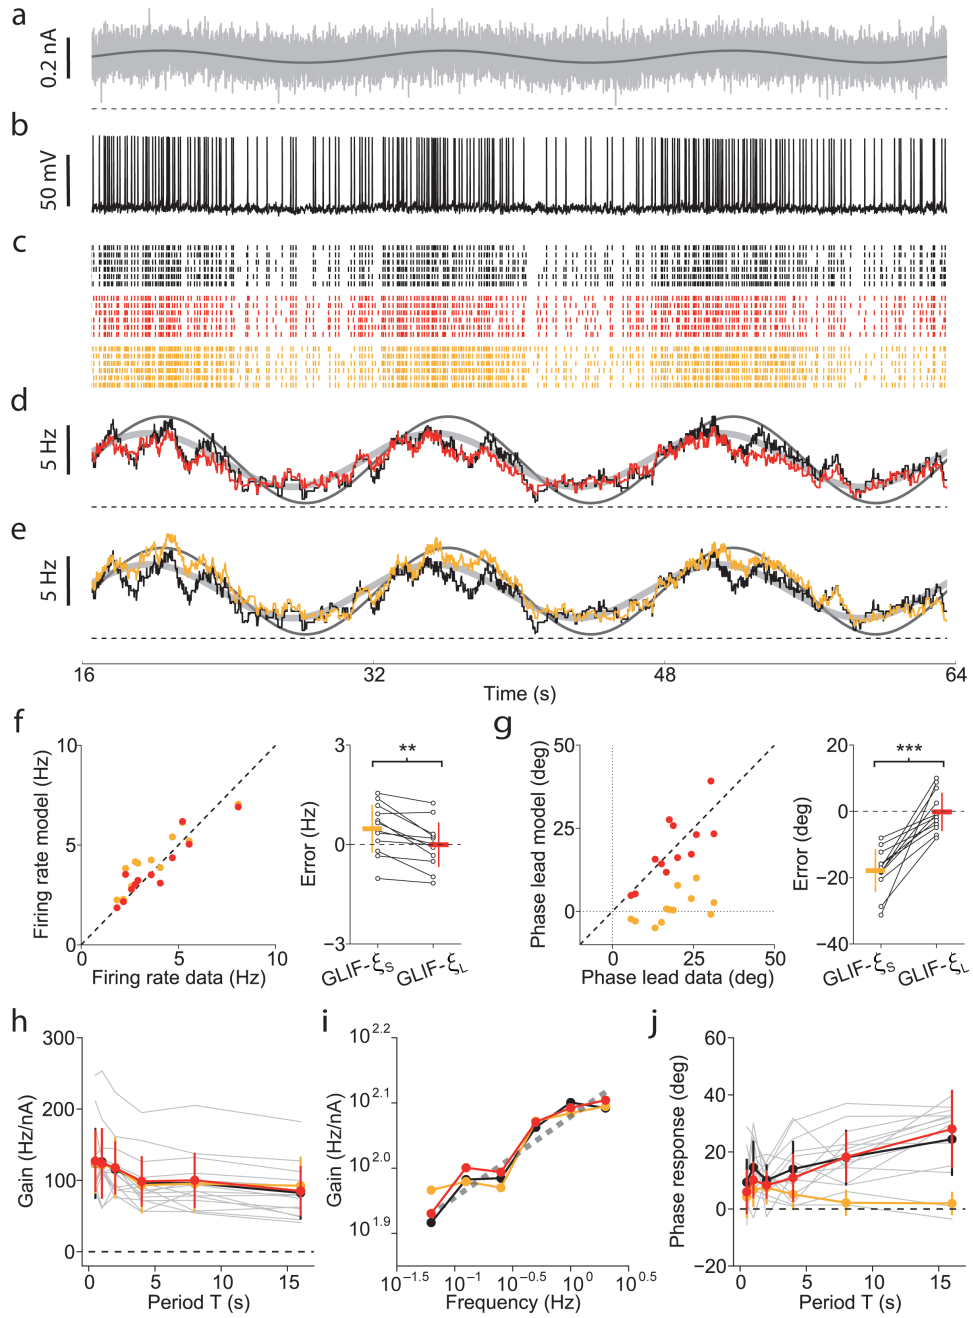 a
0.2 nA
b
50 mV
c
d
5 Hz
e
5 Hz
16 32 48 64
Time (s)
f
10
5
0
0 5 10
Firing rate model (Hz)
Firing rate data (Hz)
3
0
−3
Error (Hz)
**
GLIF-ξS GLIF-ξL
g
50
25
0
0 25 50
Phase lead model (deg)
Phase lead data (deg)
20
0
−20
−40
Error (deg)
***
GLIF-ξS GLIF-ξL
h
300
200
100
0
0 5 10 15
Gain (Hz/nA)
Period T (s)
i
10^2.2
10^2.1
10^2.0
10^1.9
10^−1.5 10^−1 10^−0.5 10^0 10^0.5
Gain (Hz/nA)
Frequency (Hz)
j
60
40
20
0
−20
0 5 10 15
Phase response (deg)
Period T (s)